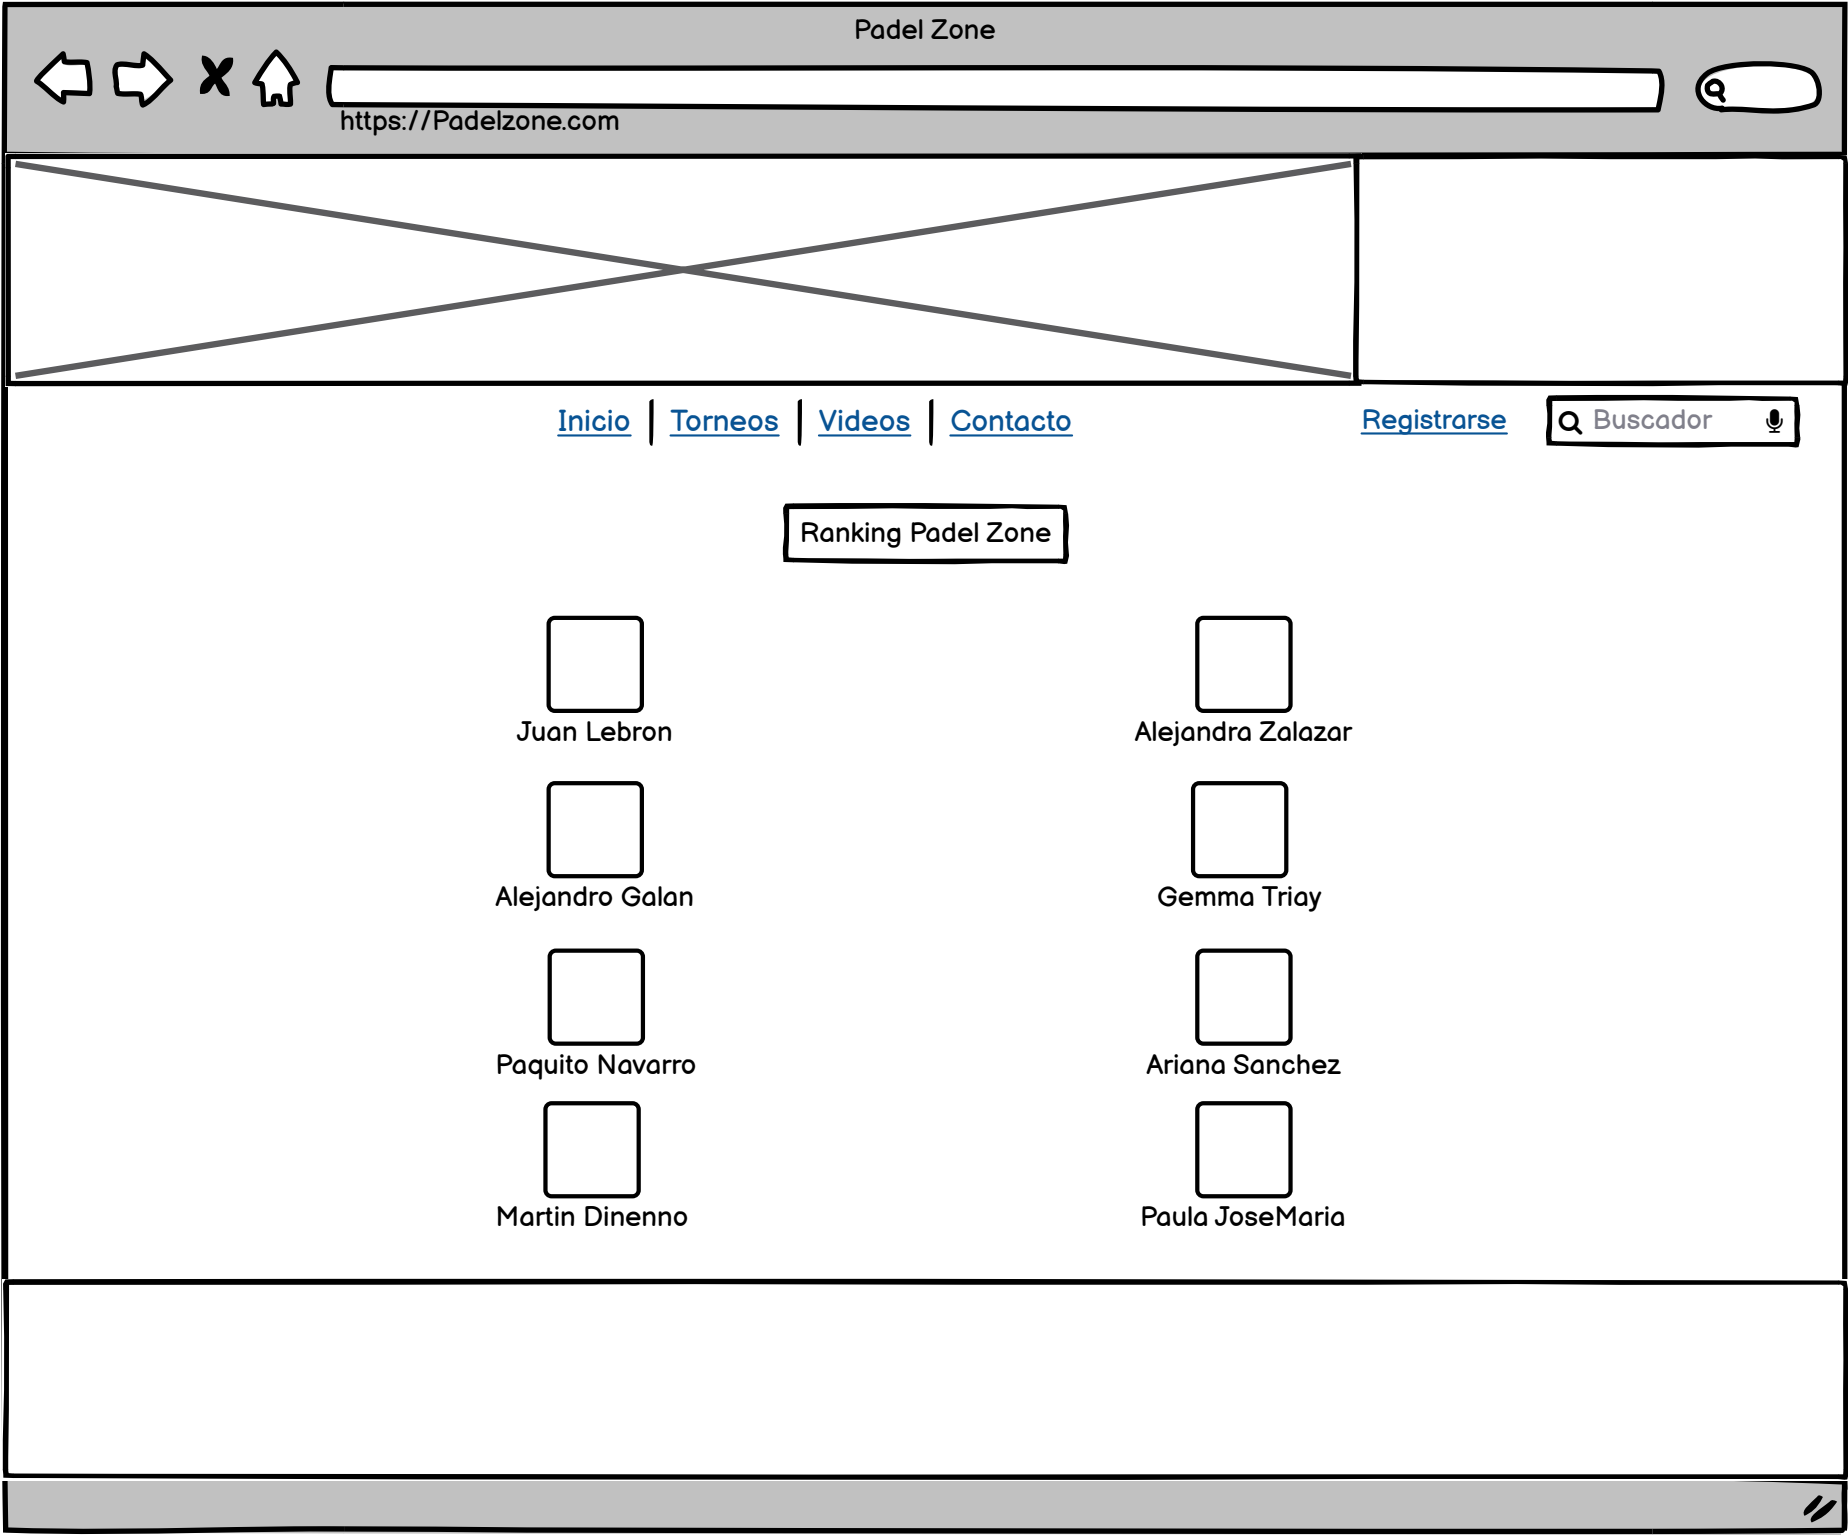 Padel Zone
https://Padelzone.com
Inicio Torneos Videos Contacto Registrarse Buscador
Ranking Padel Zone
Juan Lebron Alejandra Zalazar
Alejandro Galan Gemma Triay
Paquito Navarro Ariana Sanchez
Martin Dinenno Paula JoseMaria